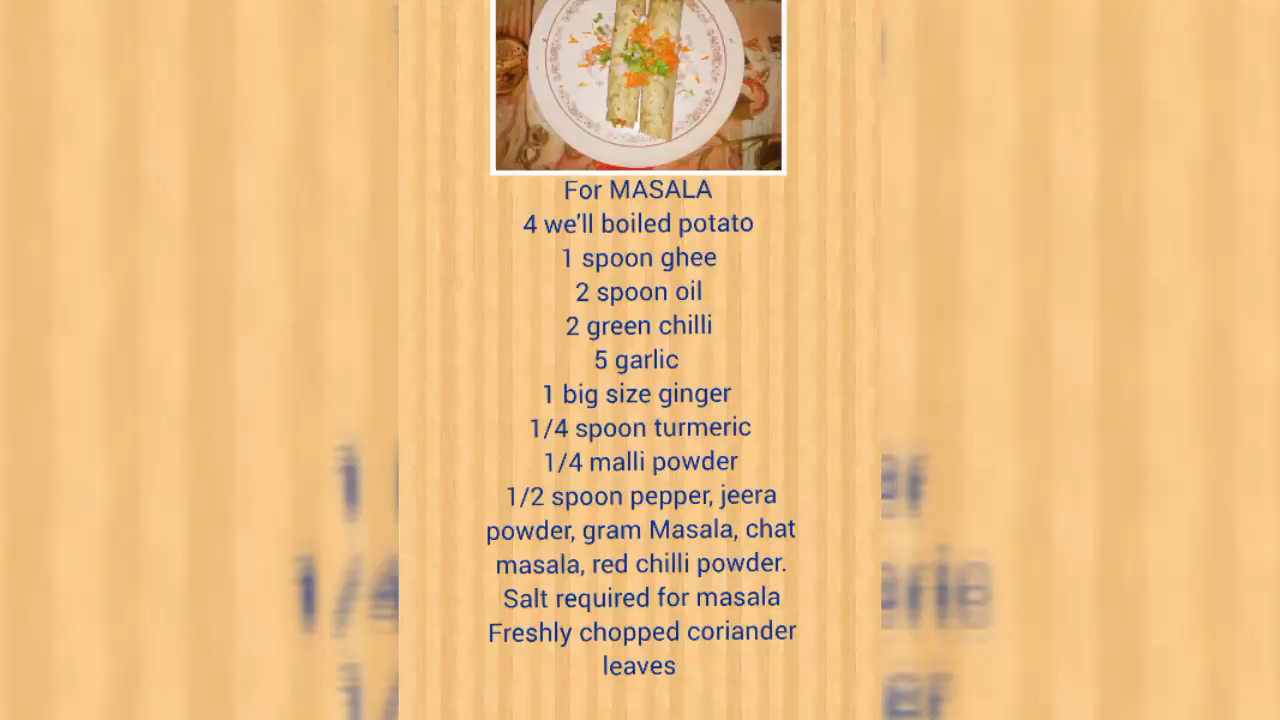 For MASALA
4 we'll boiled potato
1 spoon ghee
2 spoon oil
2 green chilli
5 garlic
1 big size ginger
1/4 spoon turmeric
1/4 malli powder
1/2 spoon pepper, jeera
powder, gram Masala, chat
masala, red chilli powder.
Salt required for masala
Freshly chopped coriander
leaves